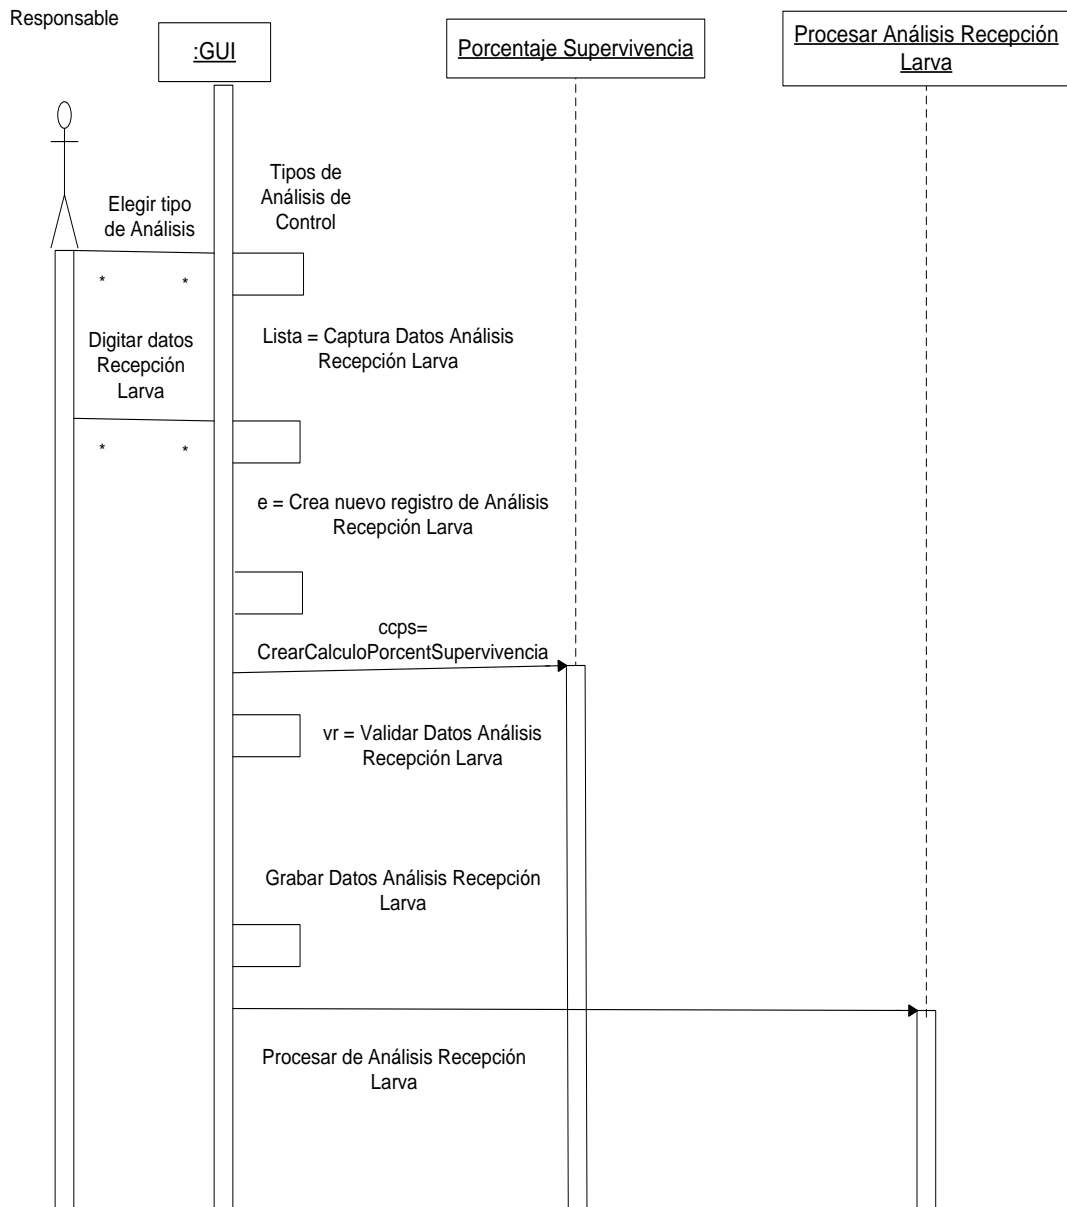 Responsable
:GUI
Porcentaje Supervivencia
Procesar Análisis Recepción
Larva
Elegir tipo
de Análisis
Tipos de
Análisis de
Control
* *
Digitar datos
Recepción
Larva
Lista = Captura Datos Análisis
Recepción Larva
* *
e = Crea nuevo registro de Análisis
Recepción Larva
ccps=
CrearCalculoPorcentSupervivencia
vr = Validar Datos Análisis
Recepción Larva
Grabar Datos Análisis Recepción
Larva
Procesar de Análisis Recepción
Larva